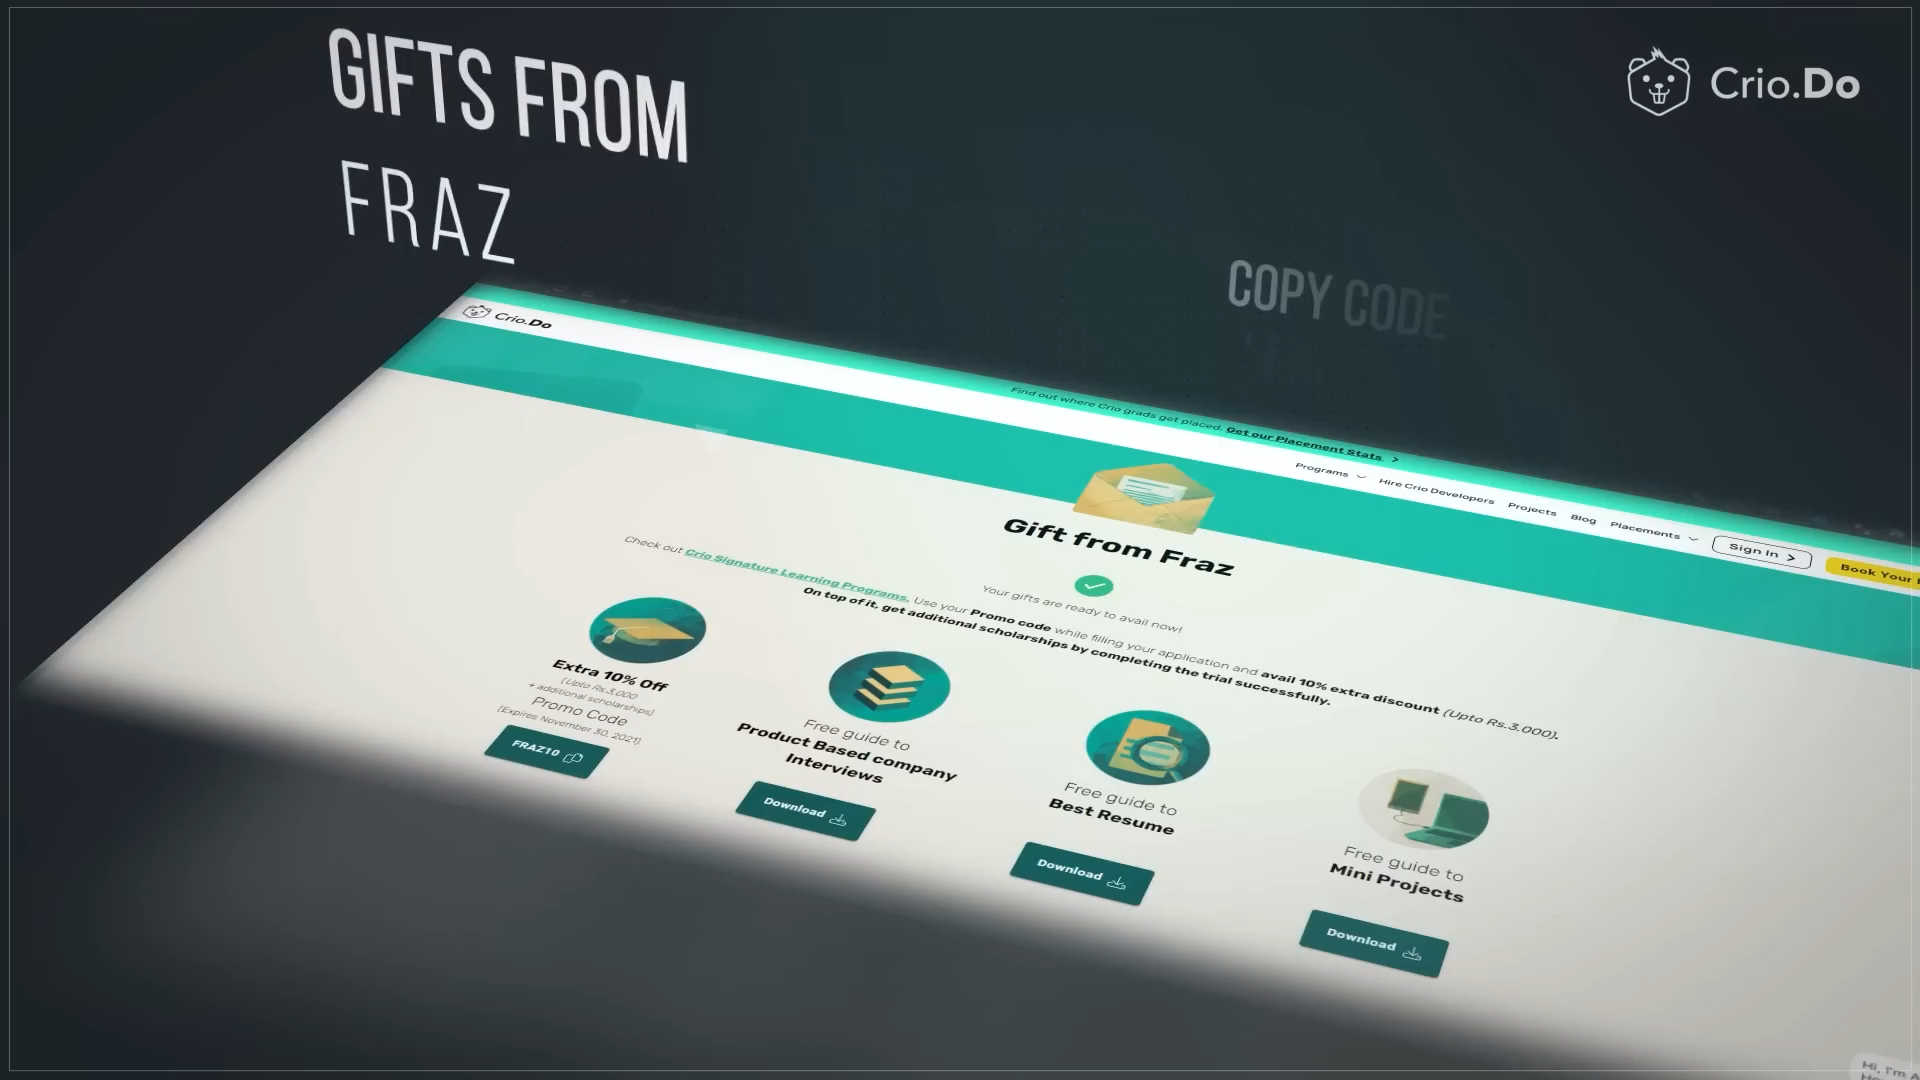 GIFTS FROM
FRAZ
Crio.Do
COPY CODE
Crio.Do
Find out where Crio grads get placed. Get our Placement Stats >
Programs
Hire Crio Developers
Projects
Blog
Placements
Sign In >
Book Your
Gift from Fraz
Your gifts are ready to avail now!
Check out Crio Signature Learning Programs. Use your Promo code while filling your application and avail 10% extra discount (Upto Rs.3,000).
On top of it, get additional scholarships by completing the trial successfully.
Extra 10% Off
(Upto Rs.3,000
+ additional scholarships)
Promo Code
(Expires November 30, 2021)
FRAZ10
Free guide to
Product Based company
Interviews
Download
Free guide to
Best Resume
Download
Free guide to
Mini Projects
Download
Hi, I'm A